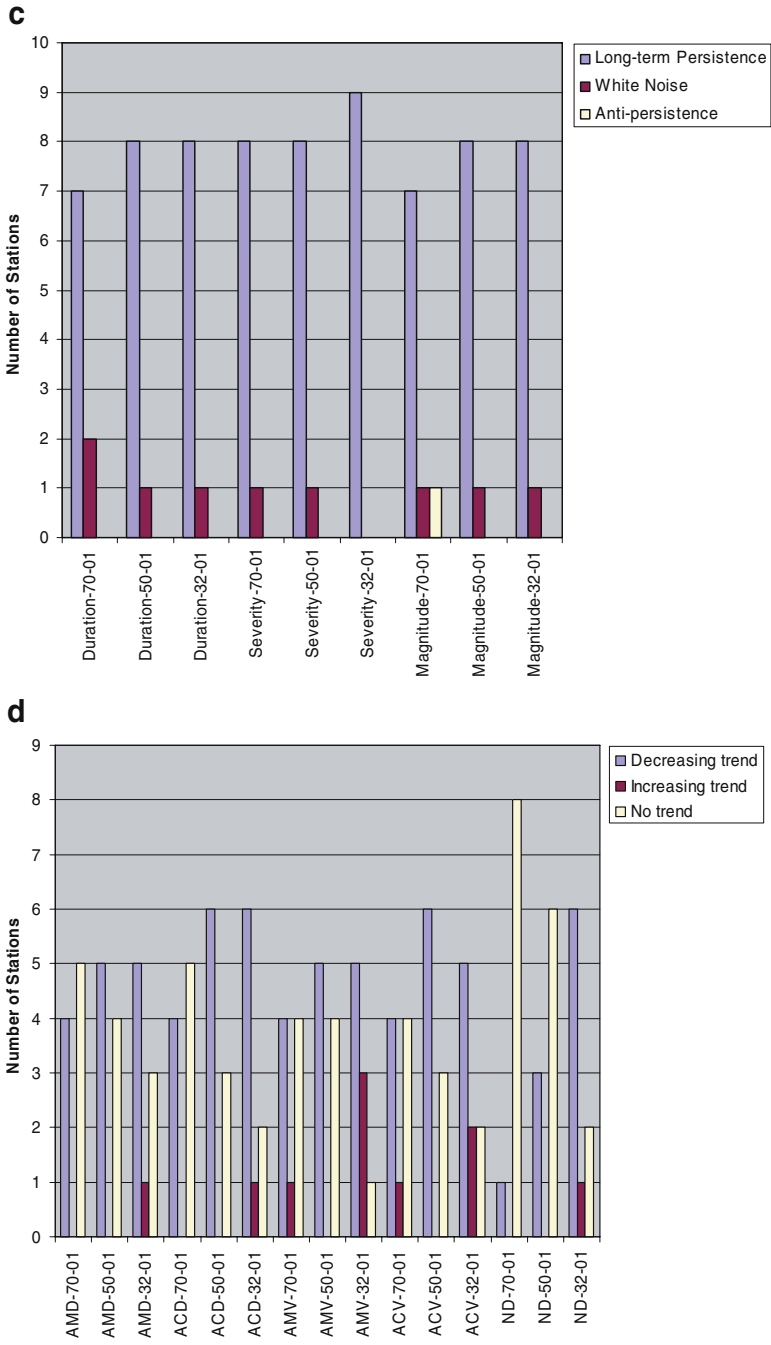 c
10
9
8
7
6
5
4
3
2
1
0
Number of Stations
Duration-70-01
Duration-50-01
Duration-32-01
Severity-70-01
Severity-50-01
Severity-32-01
Magnitude-70-01
Magnitude-50-01
Magnitude-32-01
Long-term Persistence
White Noise
Anti-persistence
d
9
8
7
6
5
4
3
2
1
0
Number of Stations
AMD-70-01
AMD-50-01
AMD-32-01
ACD-70-01
ACD-50-01
ACD-32-01
AMV-70-01
AMV-50-01
AMV-32-01
ACV-70-01
ACV-50-01
ACV-32-01
ND-70-01
ND-50-01
ND-32-01
Decreasing trend
Increasing trend
No trend